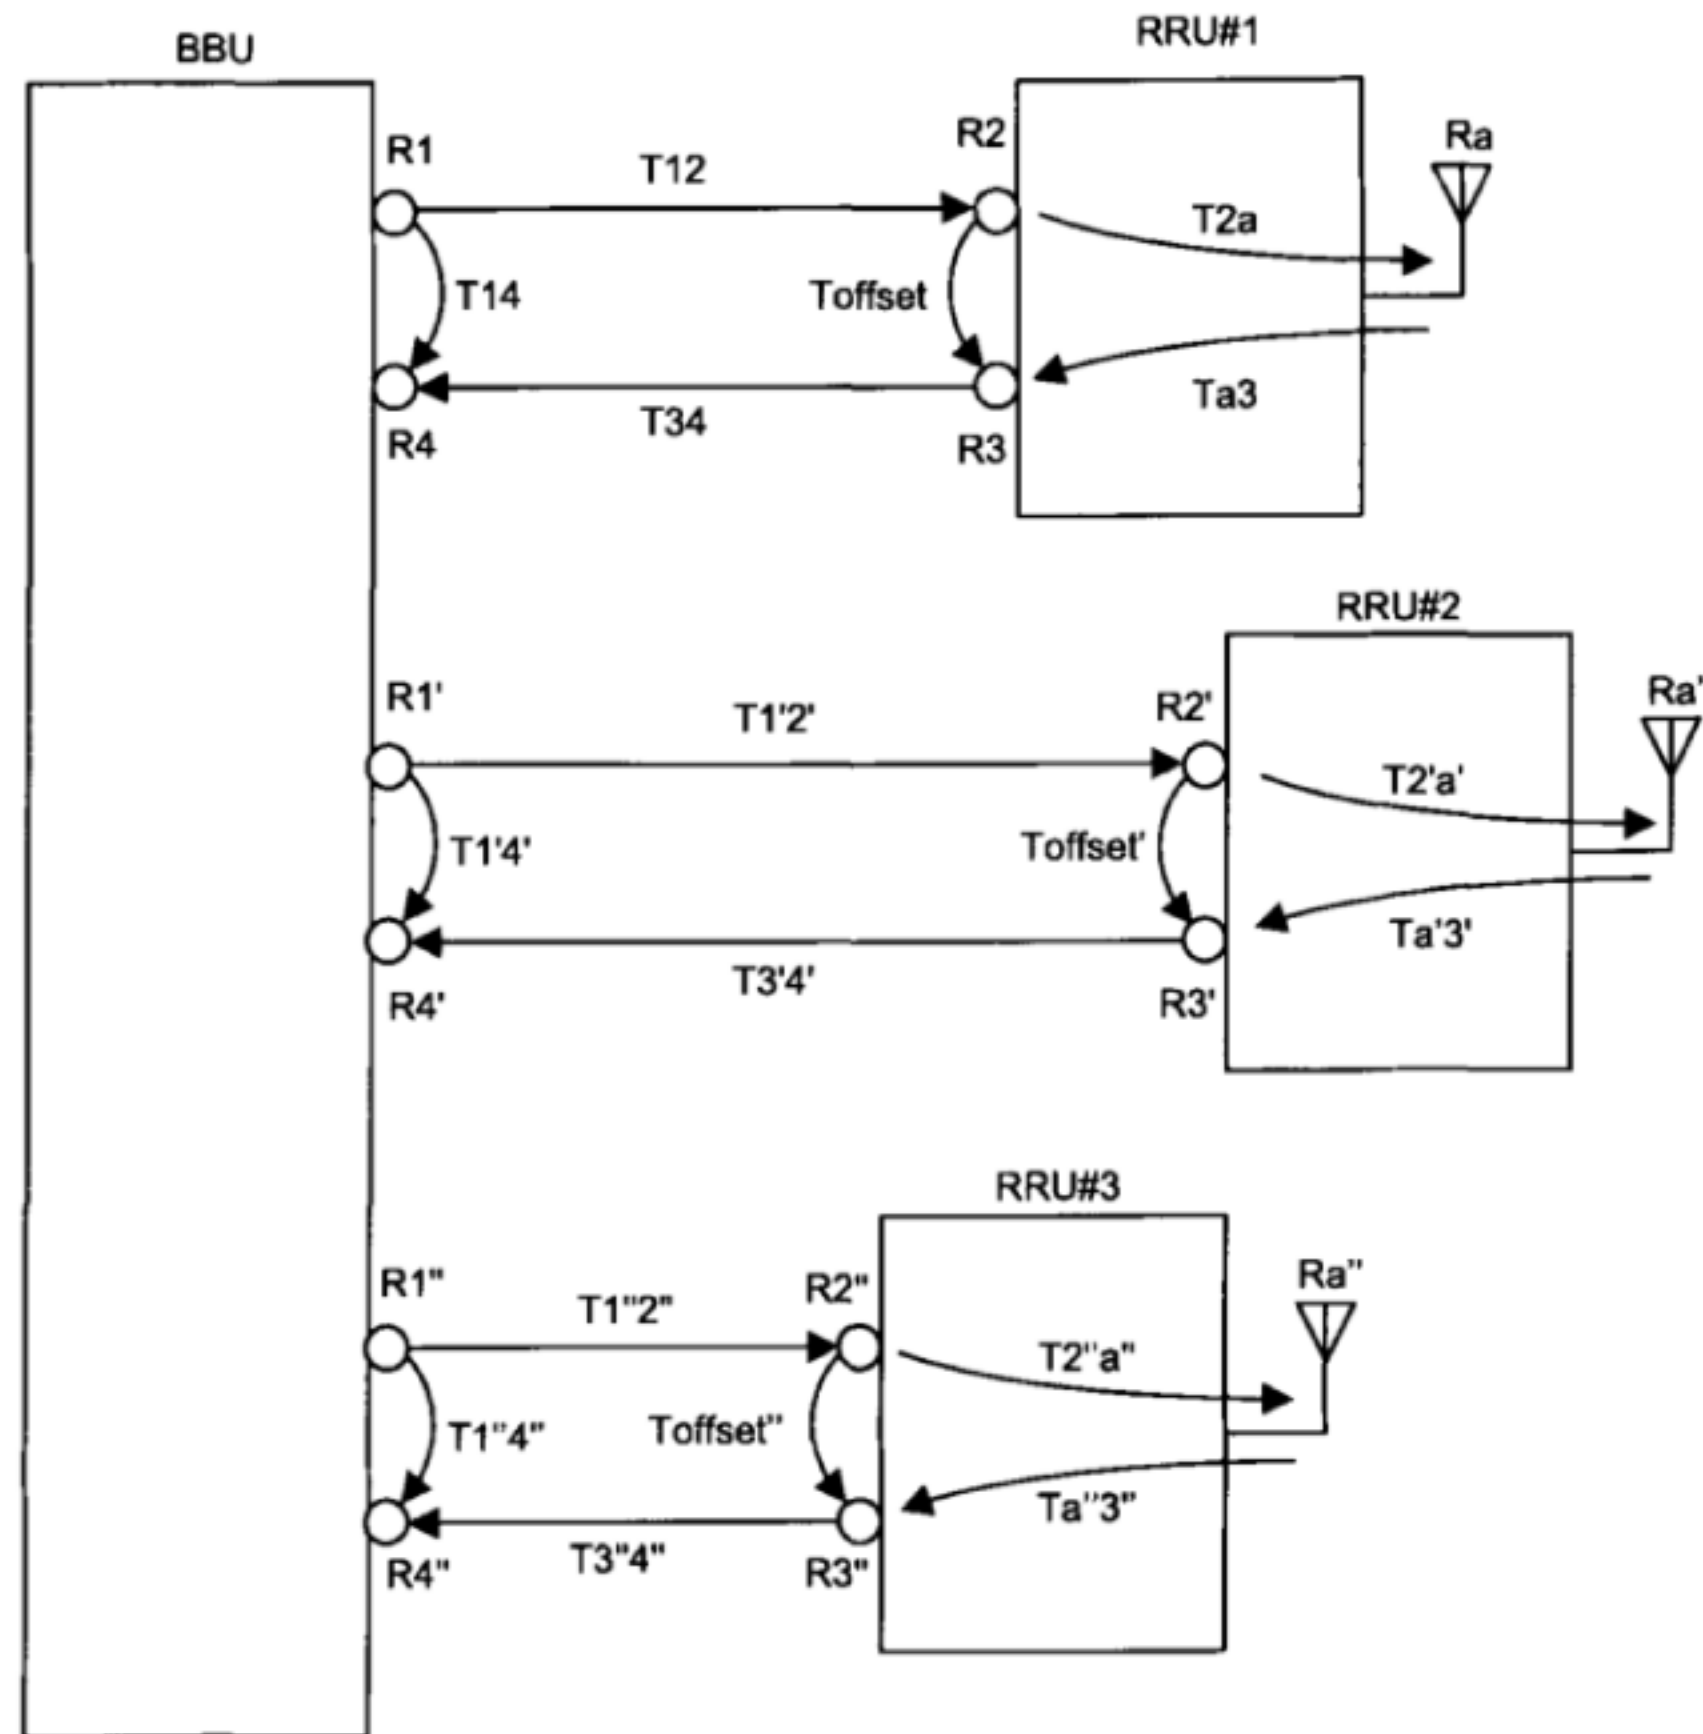 BBU
RRU#1
R1
T12
R2
Ra
T2a
T14
Toffset
Ta3
R4
T34
R3
RRU#2
R1'
T1'2'
R2'
Ra'
T2'a'
T1'4'
Toffset'
Ta'3'
R4'
T3'4'
R3'
RRU#3
R1"
T1"2"
R2"
Ra"
T2"a"
T1"4"
Toffset"
Ta"3"
R4"
T3"4"
R3"